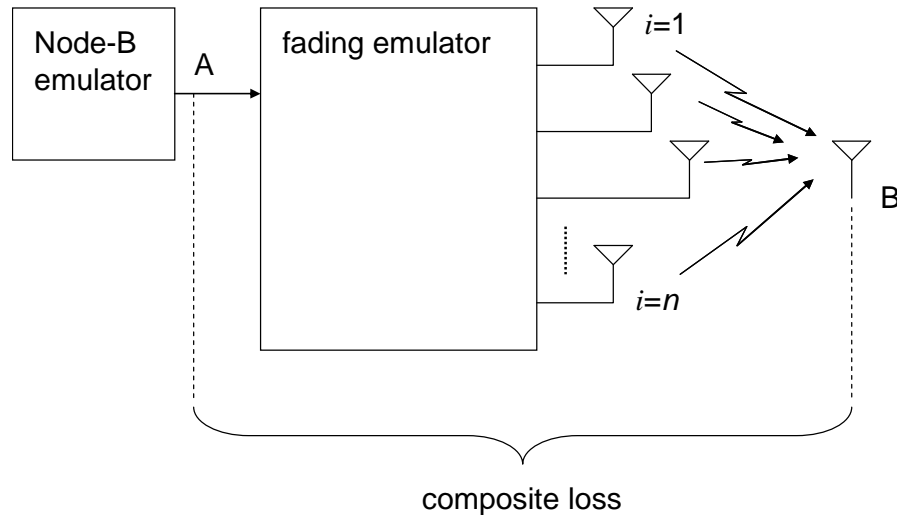 Node-B
emulator
A
fading emulator
i=1
B
i=n
composite loss